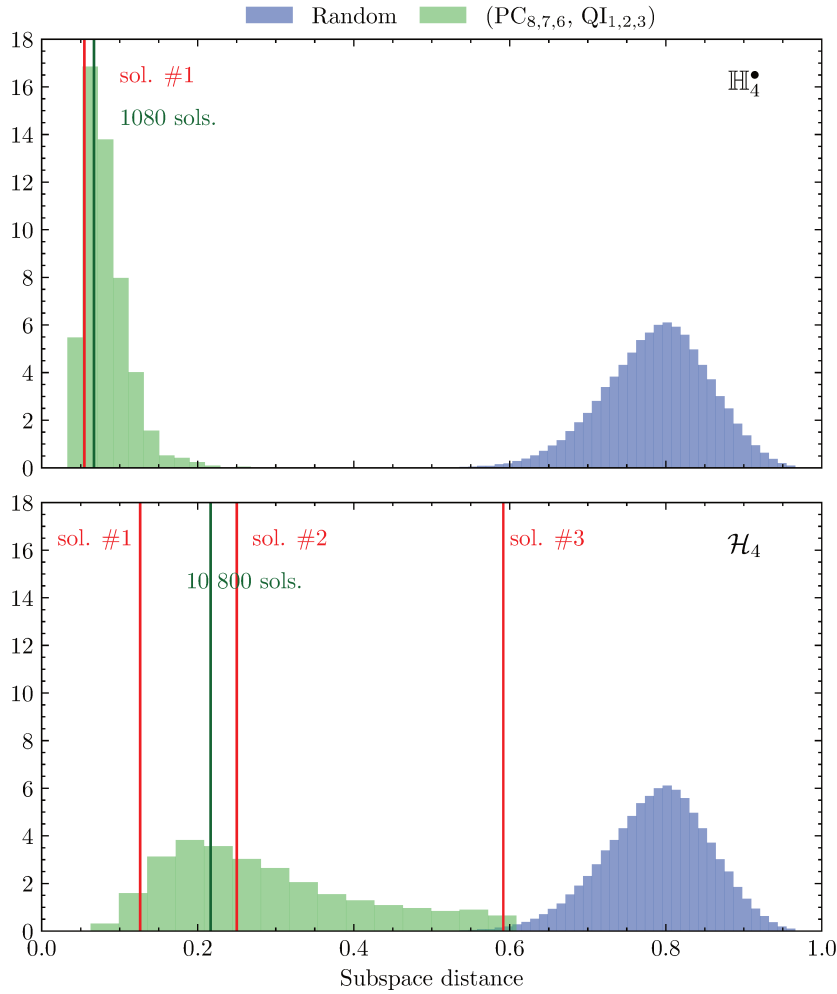 Random (PC₈,₇,₆, QI₁,₂,₃)
18
sol. #1
ℍ₄•
16
1080 sols.
14
12
10
8
6
4
2
0
18
sol. #1 sol. #2 sol. #3 ℋ₄
16
10 800 sols.
14
12
10
8
6
4
2
0
0.0 0.2 0.4 0.6 0.8 1.0
Subspace distance